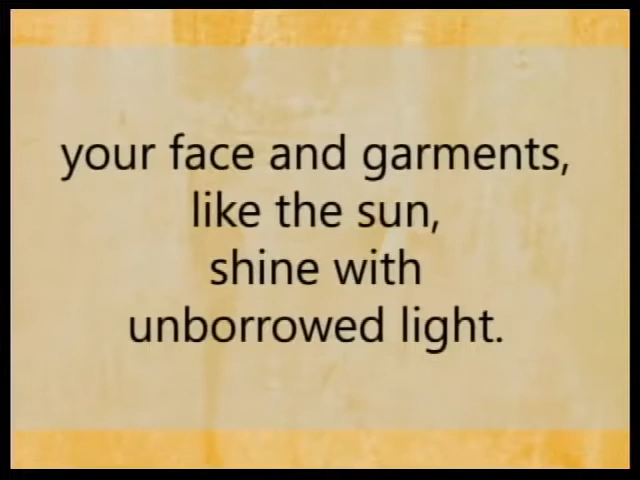 your face and garments,
like the sun,
shine with
unborrowed light.